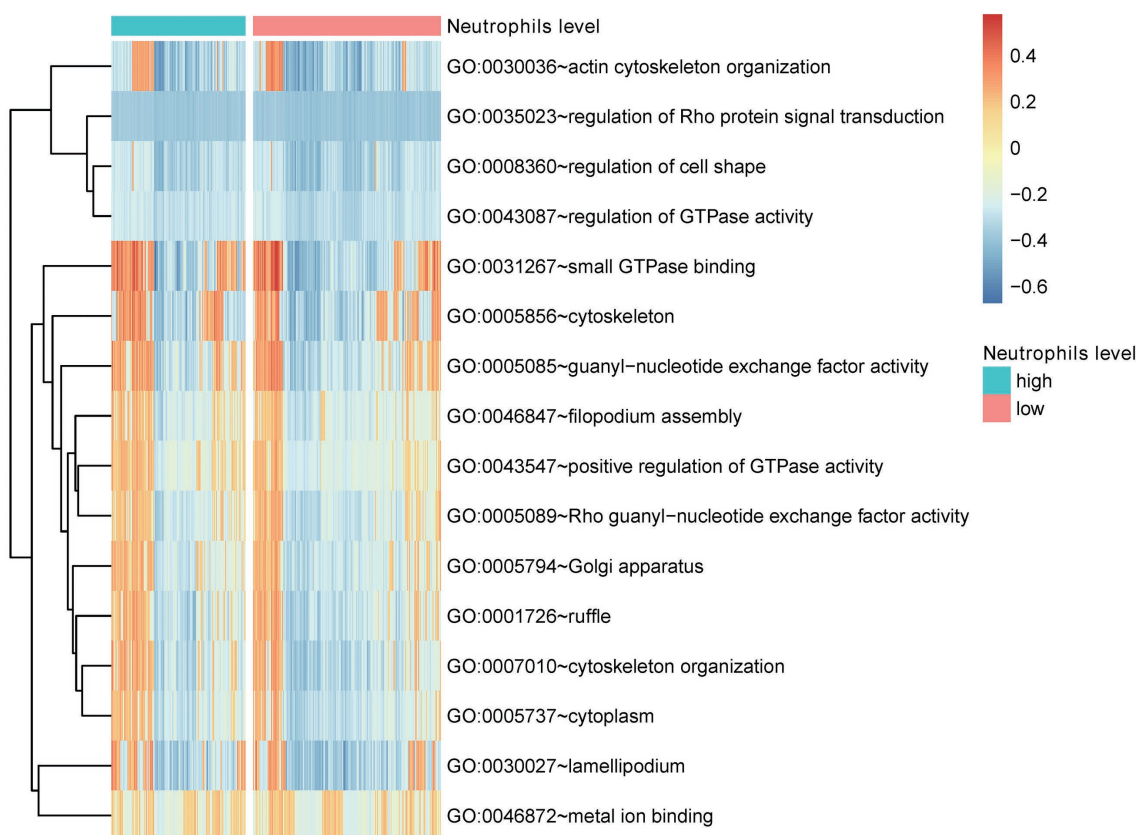 Neutrophils level
GO:0030036~actin cytoskeleton organization
GO:0035023~regulation of Rho protein signal transduction
GO:0008360~regulation of cell shape
GO:0043087~regulation of GTPase activity
GO:0031267~small GTPase binding
GO:0005856~cytoskeleton
GO:0005085~guanyl−nucleotide exchange factor activity
GO:0046847~filopodium assembly
GO:0043547~positive regulation of GTPase activity
GO:0005089~Rho guanyl−nucleotide exchange factor activity
GO:0005794~Golgi apparatus
GO:0001726~ruffle
GO:0007010~cytoskeleton organization
GO:0005737~cytoplasm
GO:0030027~lamellipodium
GO:0046872~metal ion binding
0.4
0.2
0
−0.2
−0.4
−0.6
Neutrophils level
high
low